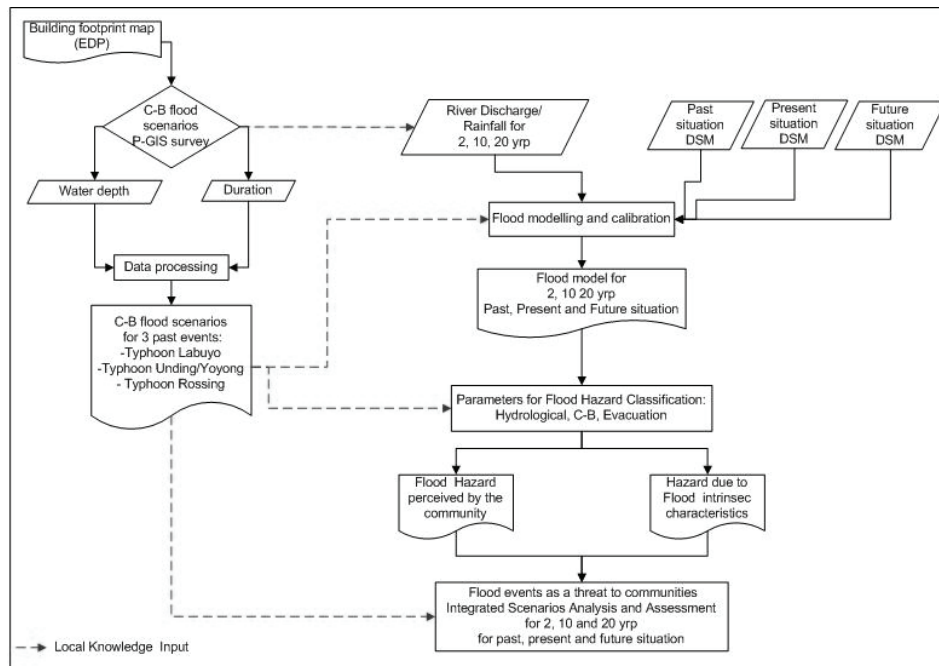 Building footprint map
(EDP)
C-B flood
scenarios
P-GIS survey
Water depth
Duration
Data processing
C-B flood scenarios
for 3 past events:
-Typhoon Labuyo
-Typhoon Unding/Yoyong
- Typhoon Rossing
River Discharge/
Rainfall for
2, 10, 20 yrp
Past
situation
DSM
Present
situation
DSM
Future
situation
DSM
Flood modelling and calibration
Flood model for
2, 10 20 yrp
Past, Present and Future situation
Parameters for Flood Hazard Classification:
Hydrological, C-B, Evacuation
Flood Hazard
perceived by the
community
Hazard due to
Flood intrinsec
characteristics
Flood events as a threat to communities
Integrated Scenarios Analysis and Assessment
for 2, 10 and 20 yrp
for past, present and future situation
Local Knowledge Input